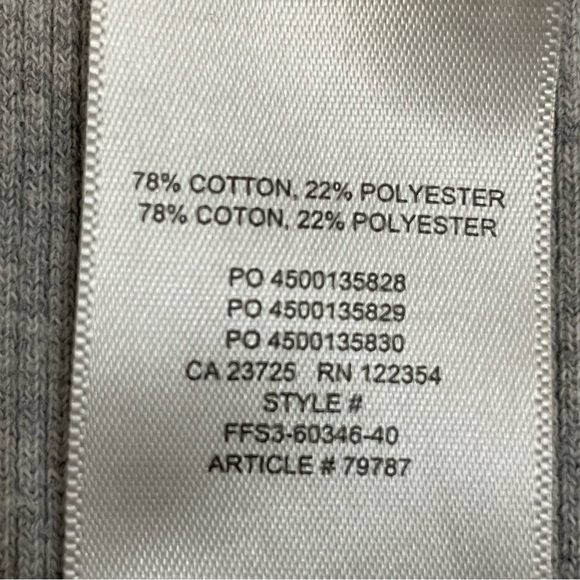 78% COTTON, 22% POLYESTER
78% COTON, 22% POLYESTER
PO 4500135828
PO 4500135829
PO 4500135830
CA 23725 RN 122354
STYLE #
FFS3-60346-40
ARTICLE # 79787